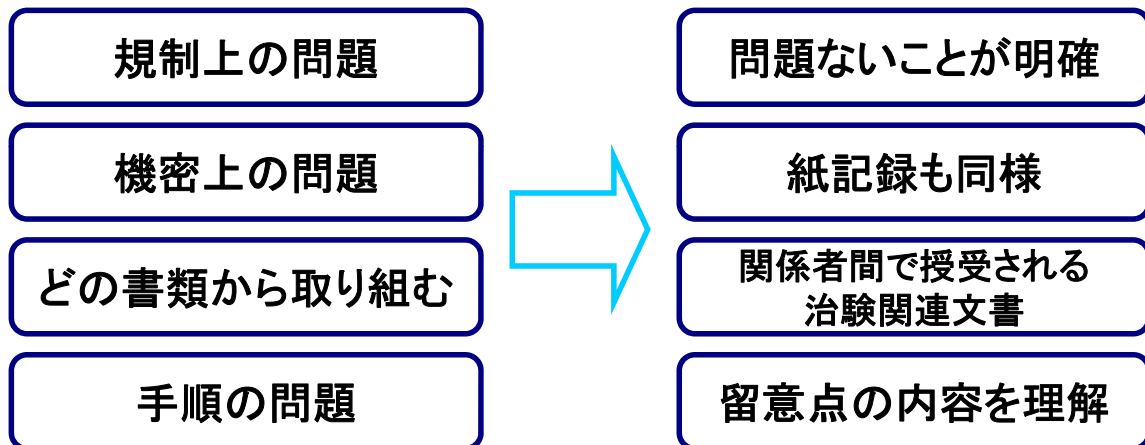 規制上の問題
問題ないことが明確
機密上の問題
紙記録も同様
どの書類から取り組む
関係者間で授受される
治験関連文書
手順の問題
留意点の内容を理解